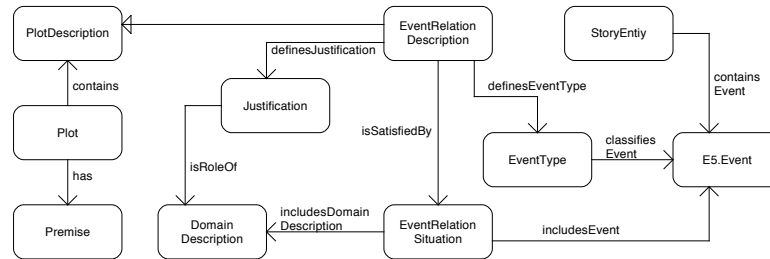 PlotDescription
EventRelation
Description
StoryEntiy
definesJustification
contains
Justification
definesEventType
contains
Event
Plot
isSatisfiedBy
EventType
classifies
Event
E5.Event
has
isRoleOf
Premise
Domain
Description
includesDomain
Description
EventRelation
Situation
includesEvent